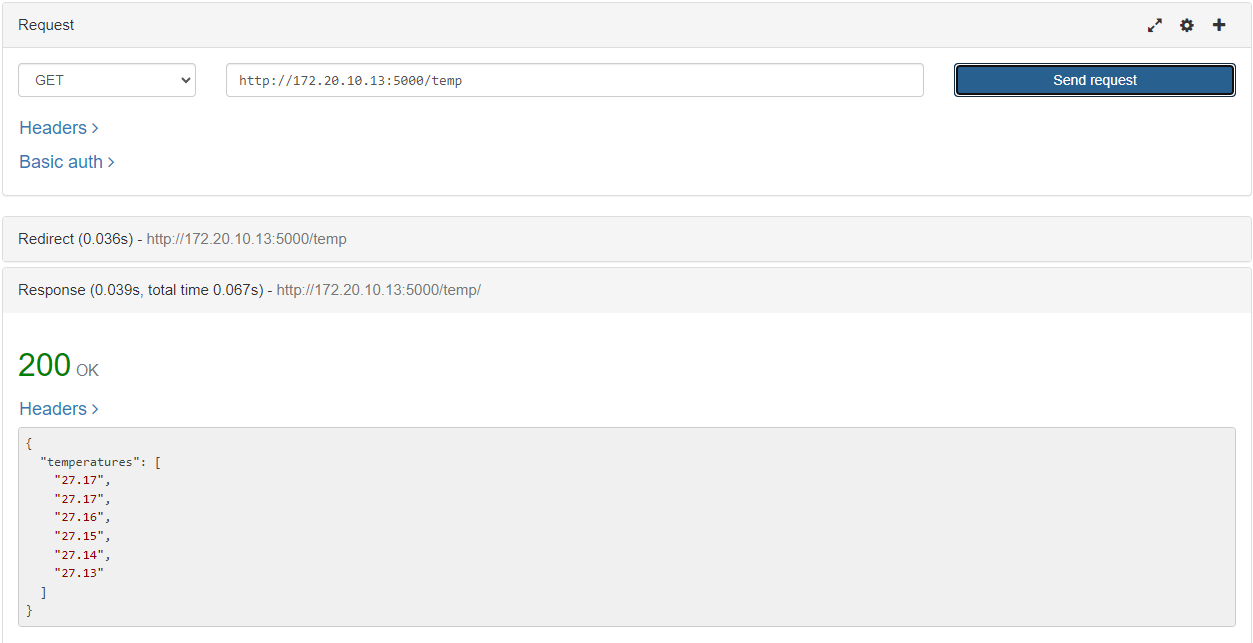 Request
GET
http://172.20.10.13:5000/temp
Send request
Headers
Basic auth
Redirect (0.036s) - http://172.20.10.13:5000/temp
Response (0.039s, total time 0.067s) - http://172.20.10.13:5000/temp/
200 OK
Headers
{
"temperatures": [
"27.17",
"27.17",
"27.16",
"27.15",
"27.14",
"27.13"
]
}